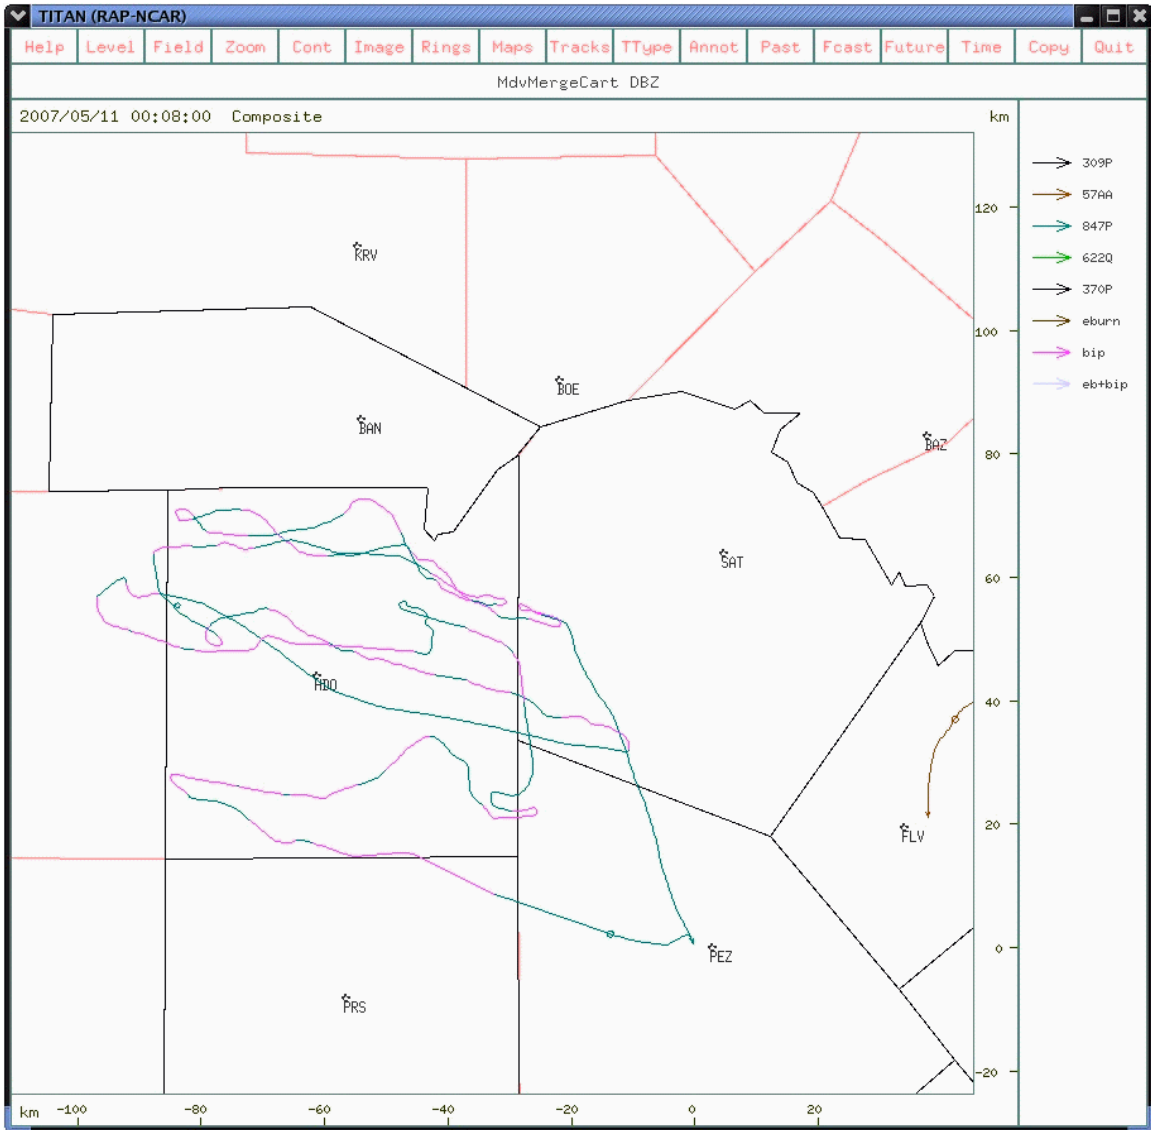 TITAN (RAP-NCAR)
Help Level Field Zoom Cont Image Rings Maps Tracks TType Annot Past Fcast Future Time Copy Quit
MdvMergeCart DBZ
2007/05/11 00:08:00 Composite km
309P
57AA
120
847P
KRV
622Q
370P
eburn
100
bip
eb+bip
BOE
BAN
BAZ
80
SAT
60
ADO
40
20
FLV
0
PEZ
PRS
-20
km -100 -80 -60 -40 -20 0 20